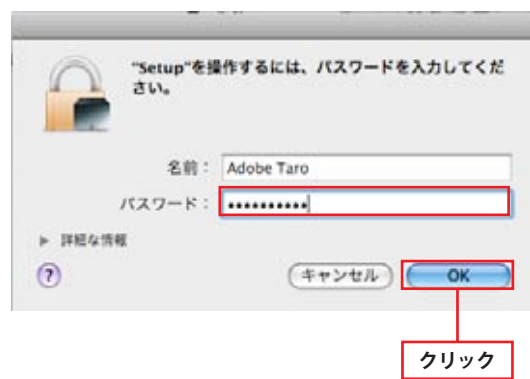 "Setup"を操作するには、パスワードを入力してくだ
さい。
名前： Adobe Taro
パスワード： ••••••••••
▶ 詳細な情報
?
キャンセル OK
クリック